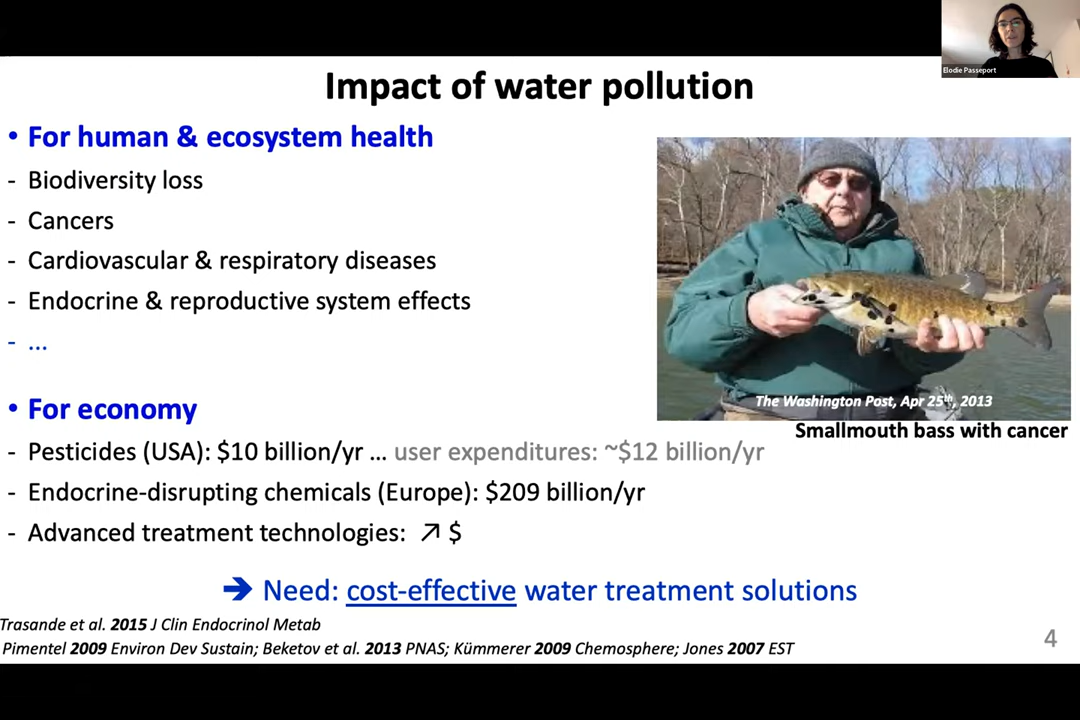 Elodie Passeport
Impact of water pollution
• For human & ecosystem health
- Biodiversity loss
- Cancers
- Cardiovascular & respiratory diseases
- Endocrine & reproductive system effects
- ...
The Washington Post, Apr 25th, 2013
Smallmouth bass with cancer
• For economy
- Pesticides (USA): $10 billion/yr ... user expenditures: ~$12 billion/yr
- Endocrine-disrupting chemicals (Europe): $209 billion/yr
- Advanced treatment technologies: ↗ $
➔ Need: cost-effective water treatment solutions
Trasande et al. 2015 J Clin Endocrinol Metab
Pimentel 2009 Environ Dev Sustain; Beketov et al. 2013 PNAS; Kümmerer 2009 Chemosphere; Jones 2007 EST
4